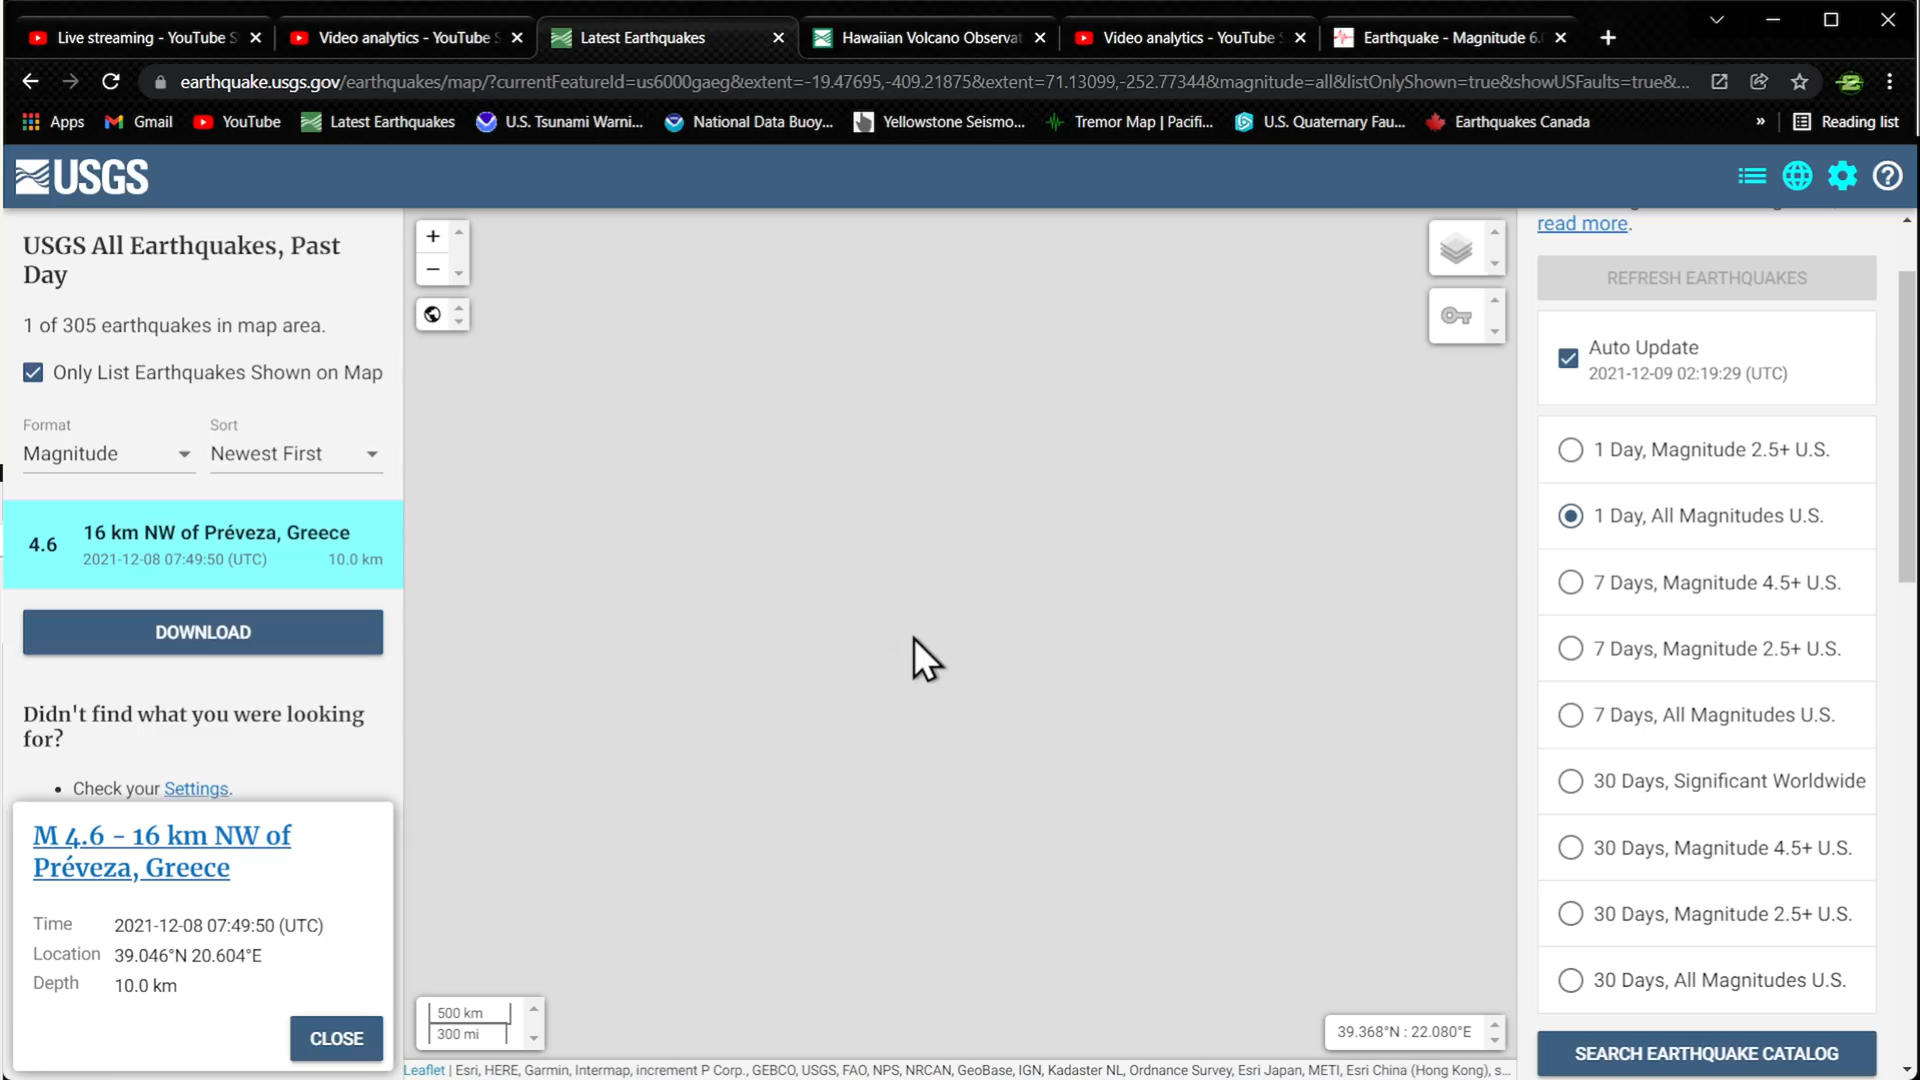 Live streaming - YouTube S
Video analytics - YouTube S
Latest Earthquakes
Hawaiian Volcano Observat
Video analytics - YouTube S
Earthquake - Magnitude 6.
earthquake.usgs.gov/earthquakes/map/?currentFeatureId=us6000gaeg&extent=-19.47695,-409.21875&extent=71.13099,-252.77344&magnitude=all&listOnlyShown=true&showUSFaults=true&...
Apps
Gmail
YouTube
Latest Earthquakes
U.S. Tsunami Warni...
National Data Buoy...
Yellowstone Seismo...
Tremor Map | Pacifi...
U.S. Quaternary Fau...
Earthquakes Canada
»
Reading list
USGS
USGS All Earthquakes, Past
Day
1 of 305 earthquakes in map area.
Only List Earthquakes Shown on Map
Format
Magnitude
Sort
Newest First
4.6
16 km NW of Préveza, Greece
2021-12-08 07:49:50 (UTC)
10.0 km
DOWNLOAD
Didn't find what you were looking
for?
• Check your Settings.
M 4.6 - 16 km NW of
Préveza, Greece
Time 2021-12-08 07:49:50 (UTC)
Location 39.046°N 20.604°E
Depth 10.0 km
CLOSE
+
−
500 km
300 mi
39.368°N : 22.080°E
Leaflet | Esri, HERE, Garmin, Intermap, increment P Corp., GEBCO, USGS, FAO, NPS, NRCAN, GeoBase, IGN, Kadaster NL, Ordnance Survey, Esri Japan, METI, Esri China (Hong Kong), s...
read more.
REFRESH EARTHQUAKES
Auto Update
2021-12-09 02:19:29 (UTC)
1 Day, Magnitude 2.5+ U.S.
1 Day, All Magnitudes U.S.
7 Days, Magnitude 4.5+ U.S.
7 Days, Magnitude 2.5+ U.S.
7 Days, All Magnitudes U.S.
30 Days, Significant Worldwide
30 Days, Magnitude 4.5+ U.S.
30 Days, Magnitude 2.5+ U.S.
30 Days, All Magnitudes U.S.
SEARCH EARTHQUAKE CATALOG